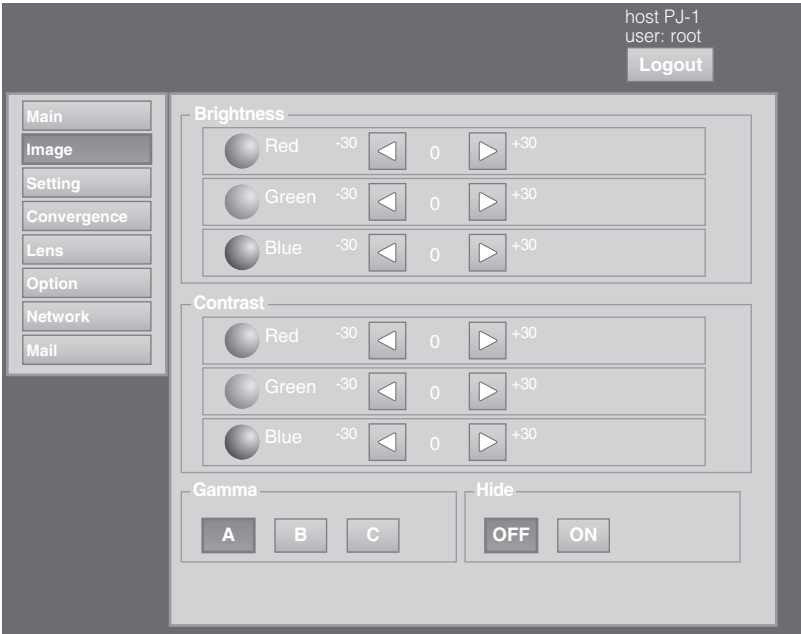 host PJ-1
user: root
Logout
Main
Image
Setting
Convergence
Lens
Option
Network
Mail
Brightness
Red -30 0 +30
Green -30 0 +30
Blue -30 0 +30
Contrast
Red -30 0 +30
Green -30 0 +30
Blue -30 0 +30
Gamma
A B C
Hide
OFF ON